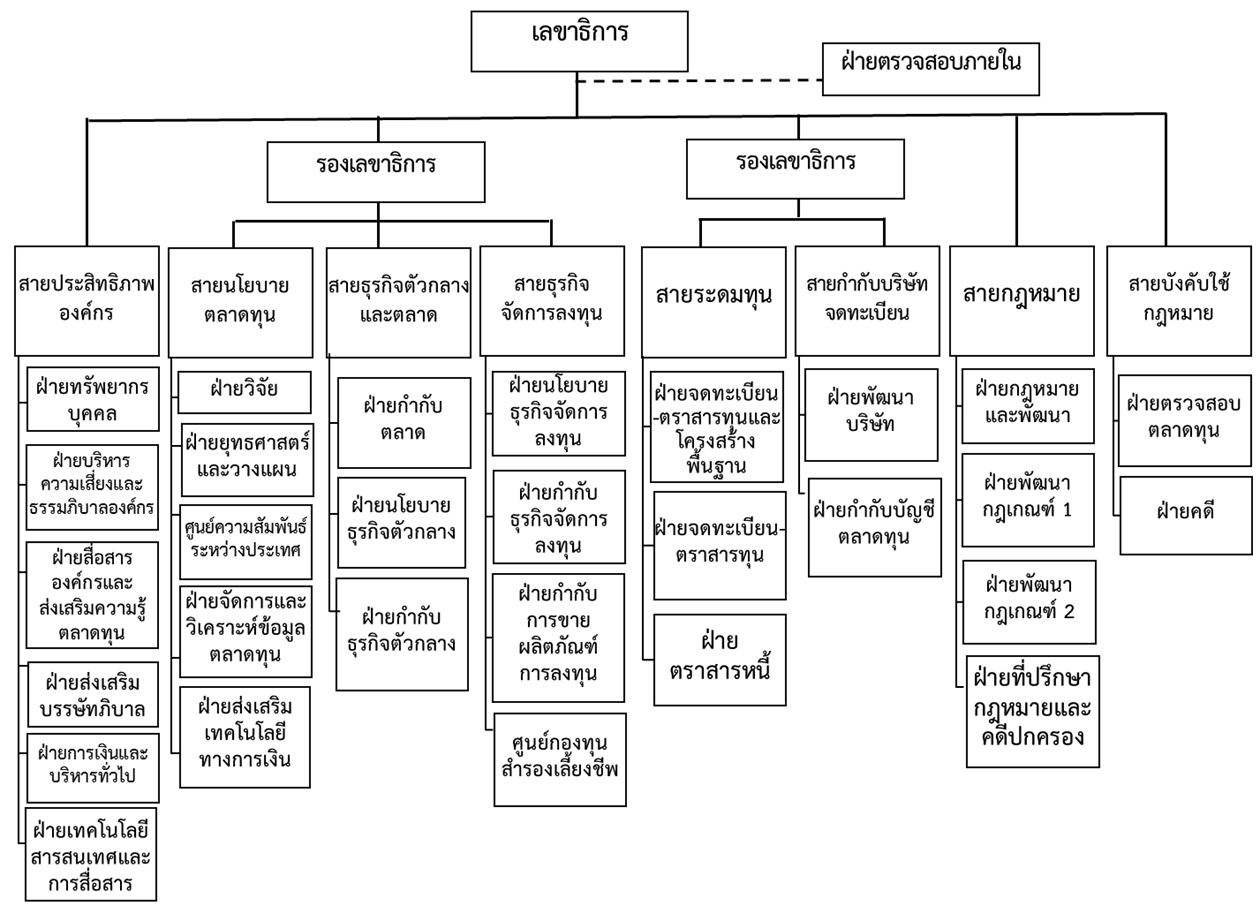 เลขาธิการ
ฝ่ายตรวจสอบภายใน
รองเลขาธิการ
รองเลขาธิการ
สายประสิทธิภาพ
องค์กร
สายนโยบาย
ตลาดทุน
สายธุรกิจตัวกลาง
และตลาด
สายธุรกิจ
จัดการลงทุน
สายระดมทุน
สายกำกับบริษัท
จดทะเบียน
สายกฎหมาย
สายบังคับใช้
กฎหมาย
ฝ่ายทรัพยากร
บุคคล
ฝ่ายบริหาร
ความเสี่ยงและ
ธรรมภิบาลองค์กร
ฝ่ายสื่อสาร
องค์กรและ
ส่งเสริมความรู้
ตลาดทุน
ฝ่ายส่งเสริม
บรรษัทภิบาล
ฝ่ายการเงินและ
บริหารทั่วไป
ฝ่ายเทคโนโลยี
สารสนเทศและ
การสื่อสาร
ฝ่ายวิจัย
ฝ่ายยุทธศาสตร์
และวางแผน
ศูนย์ความสัมพันธ์
ระหว่างประเทศ
ฝ่ายจัดการและ
วิเคราะห์ข้อมูล
ตลาดทุน
ฝ่ายส่งเสริม
เทคโนโลยี
ทางการเงิน
ฝ่ายกำกับ
ตลาด
ฝ่ายนโยบาย
ธุรกิจตัวกลาง
ฝ่ายกำกับ
ธุรกิจตัวกลาง
ฝ่ายนโยบาย
ธุรกิจจัดการ
ลงทุน
ฝ่ายกำกับ
ธุรกิจจัดการ
ลงทุน
ฝ่ายกำกับ
การขาย
ผลิตภัณฑ์
การลงทุน
ศูนย์กองทุน
สำรองเลี้ยงชีพ
ฝ่ายจดทะเบียน
-ตราสารทุนและ
โครงสร้าง
พื้นฐาน
ฝ่ายจดทะเบียน-
ตราสารทุน
ฝ่าย
ตราสารหนี้
ฝ่ายพัฒนา
บริษัท
ฝ่ายกำกับบัญชี
ตลาดทุน
ฝ่ายกฎหมาย
และพัฒนา
ฝ่ายพัฒนา
กฎเกณฑ์ 1
ฝ่ายพัฒนา
กฎเกณฑ์ 2
ฝ่ายที่ปรึกษา
กฎหมายและ
คดีปกครอง
ฝ่ายตรวจสอบ
ตลาดทุน
ฝ่ายคดี